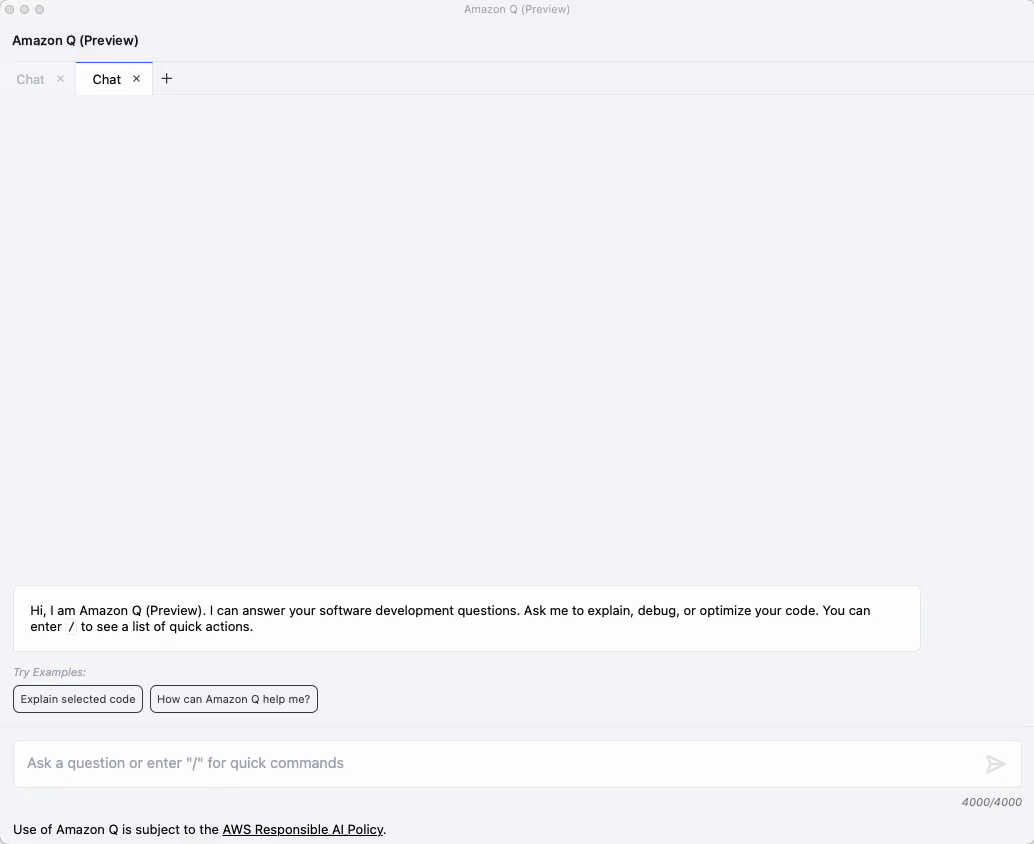 Amazon Q (Preview)
Amazon Q (Preview)
Chat × Chat × +
Hi, I am Amazon Q (Preview). I can answer your software development questions. Ask me to explain, debug, or optimize your code. You can
enter / to see a list of quick actions.
Try Examples:
Explain selected code How can Amazon Q help me?
Ask a question or enter "/" for quick commands
4000/4000
Use of Amazon Q is subject to the AWS Responsible AI Policy.